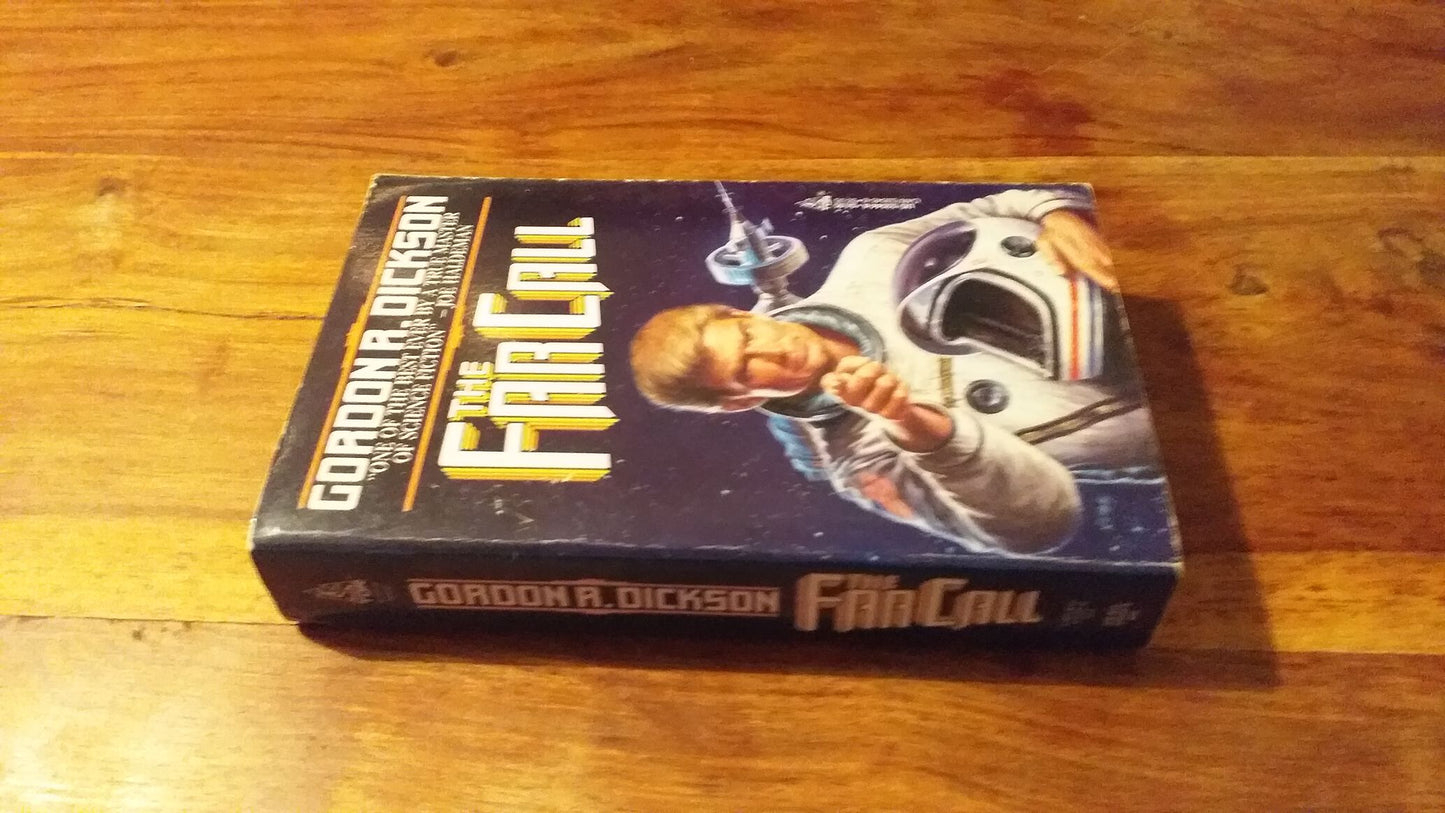 GORDON R. DICKSON
"ONE OF THE BEST EVER BY A TRUE MASTER
OF SCIENCE FICTION" – JOE HALDEMAN
THE
FAR CALL
GORDON R. DICKSON
THE
FAR CALL